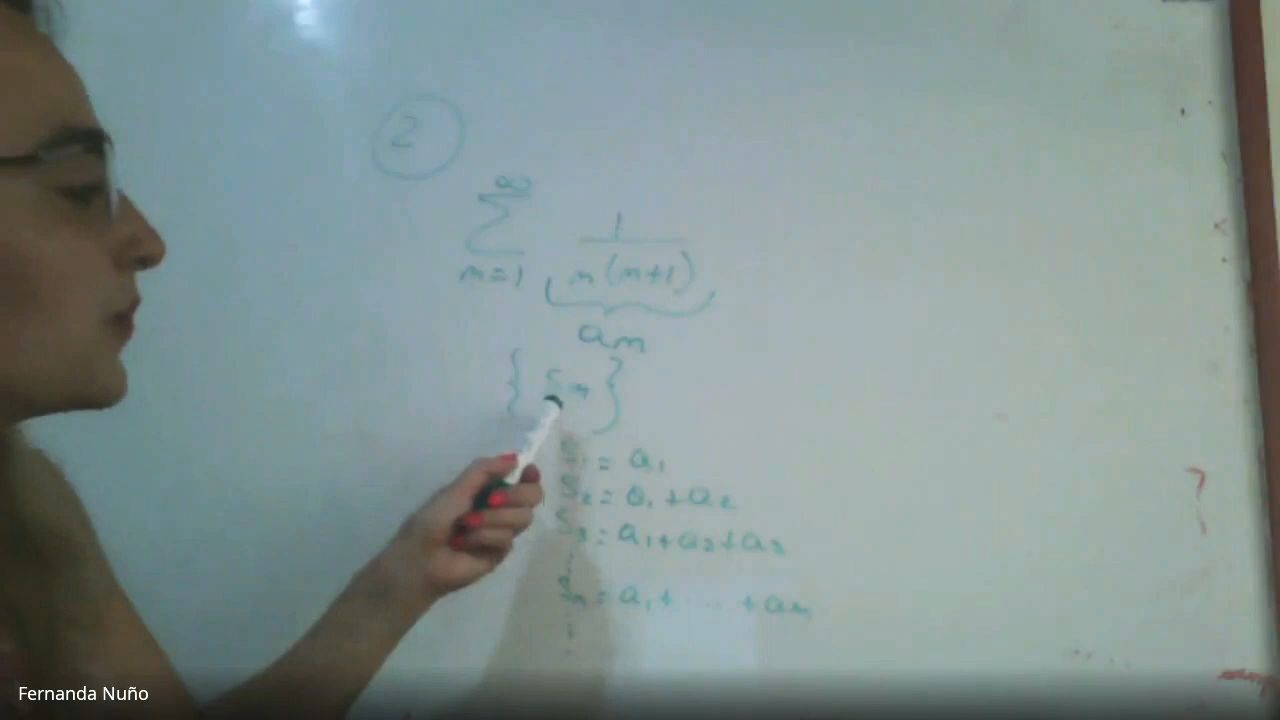 2
∞
∑ 1
n=1 n(n+1)
an
{Sn}
S1 = a1
S2 = a1 + a2
S3 = a1 + a2 + a3
...
Sn = a1 + ... + an
...
Fernanda Nuño